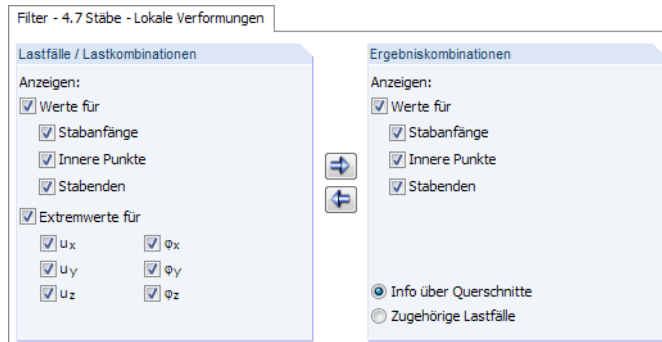 Filter - 4.7 Stäbe - Lokale Verformungen
Lastfälle / Lastkombinationen
Anzeigen:
Werte für
Stabanfänge
Innere Punkte
Stabenden
Extremwerte für
ux φx
uy φy
uz φz
Ergebniskombinationen
Anzeigen:
Werte für
Stabanfänge
Innere Punkte
Stabenden
Info über Querschnitte
Zugehörige Lastfälle